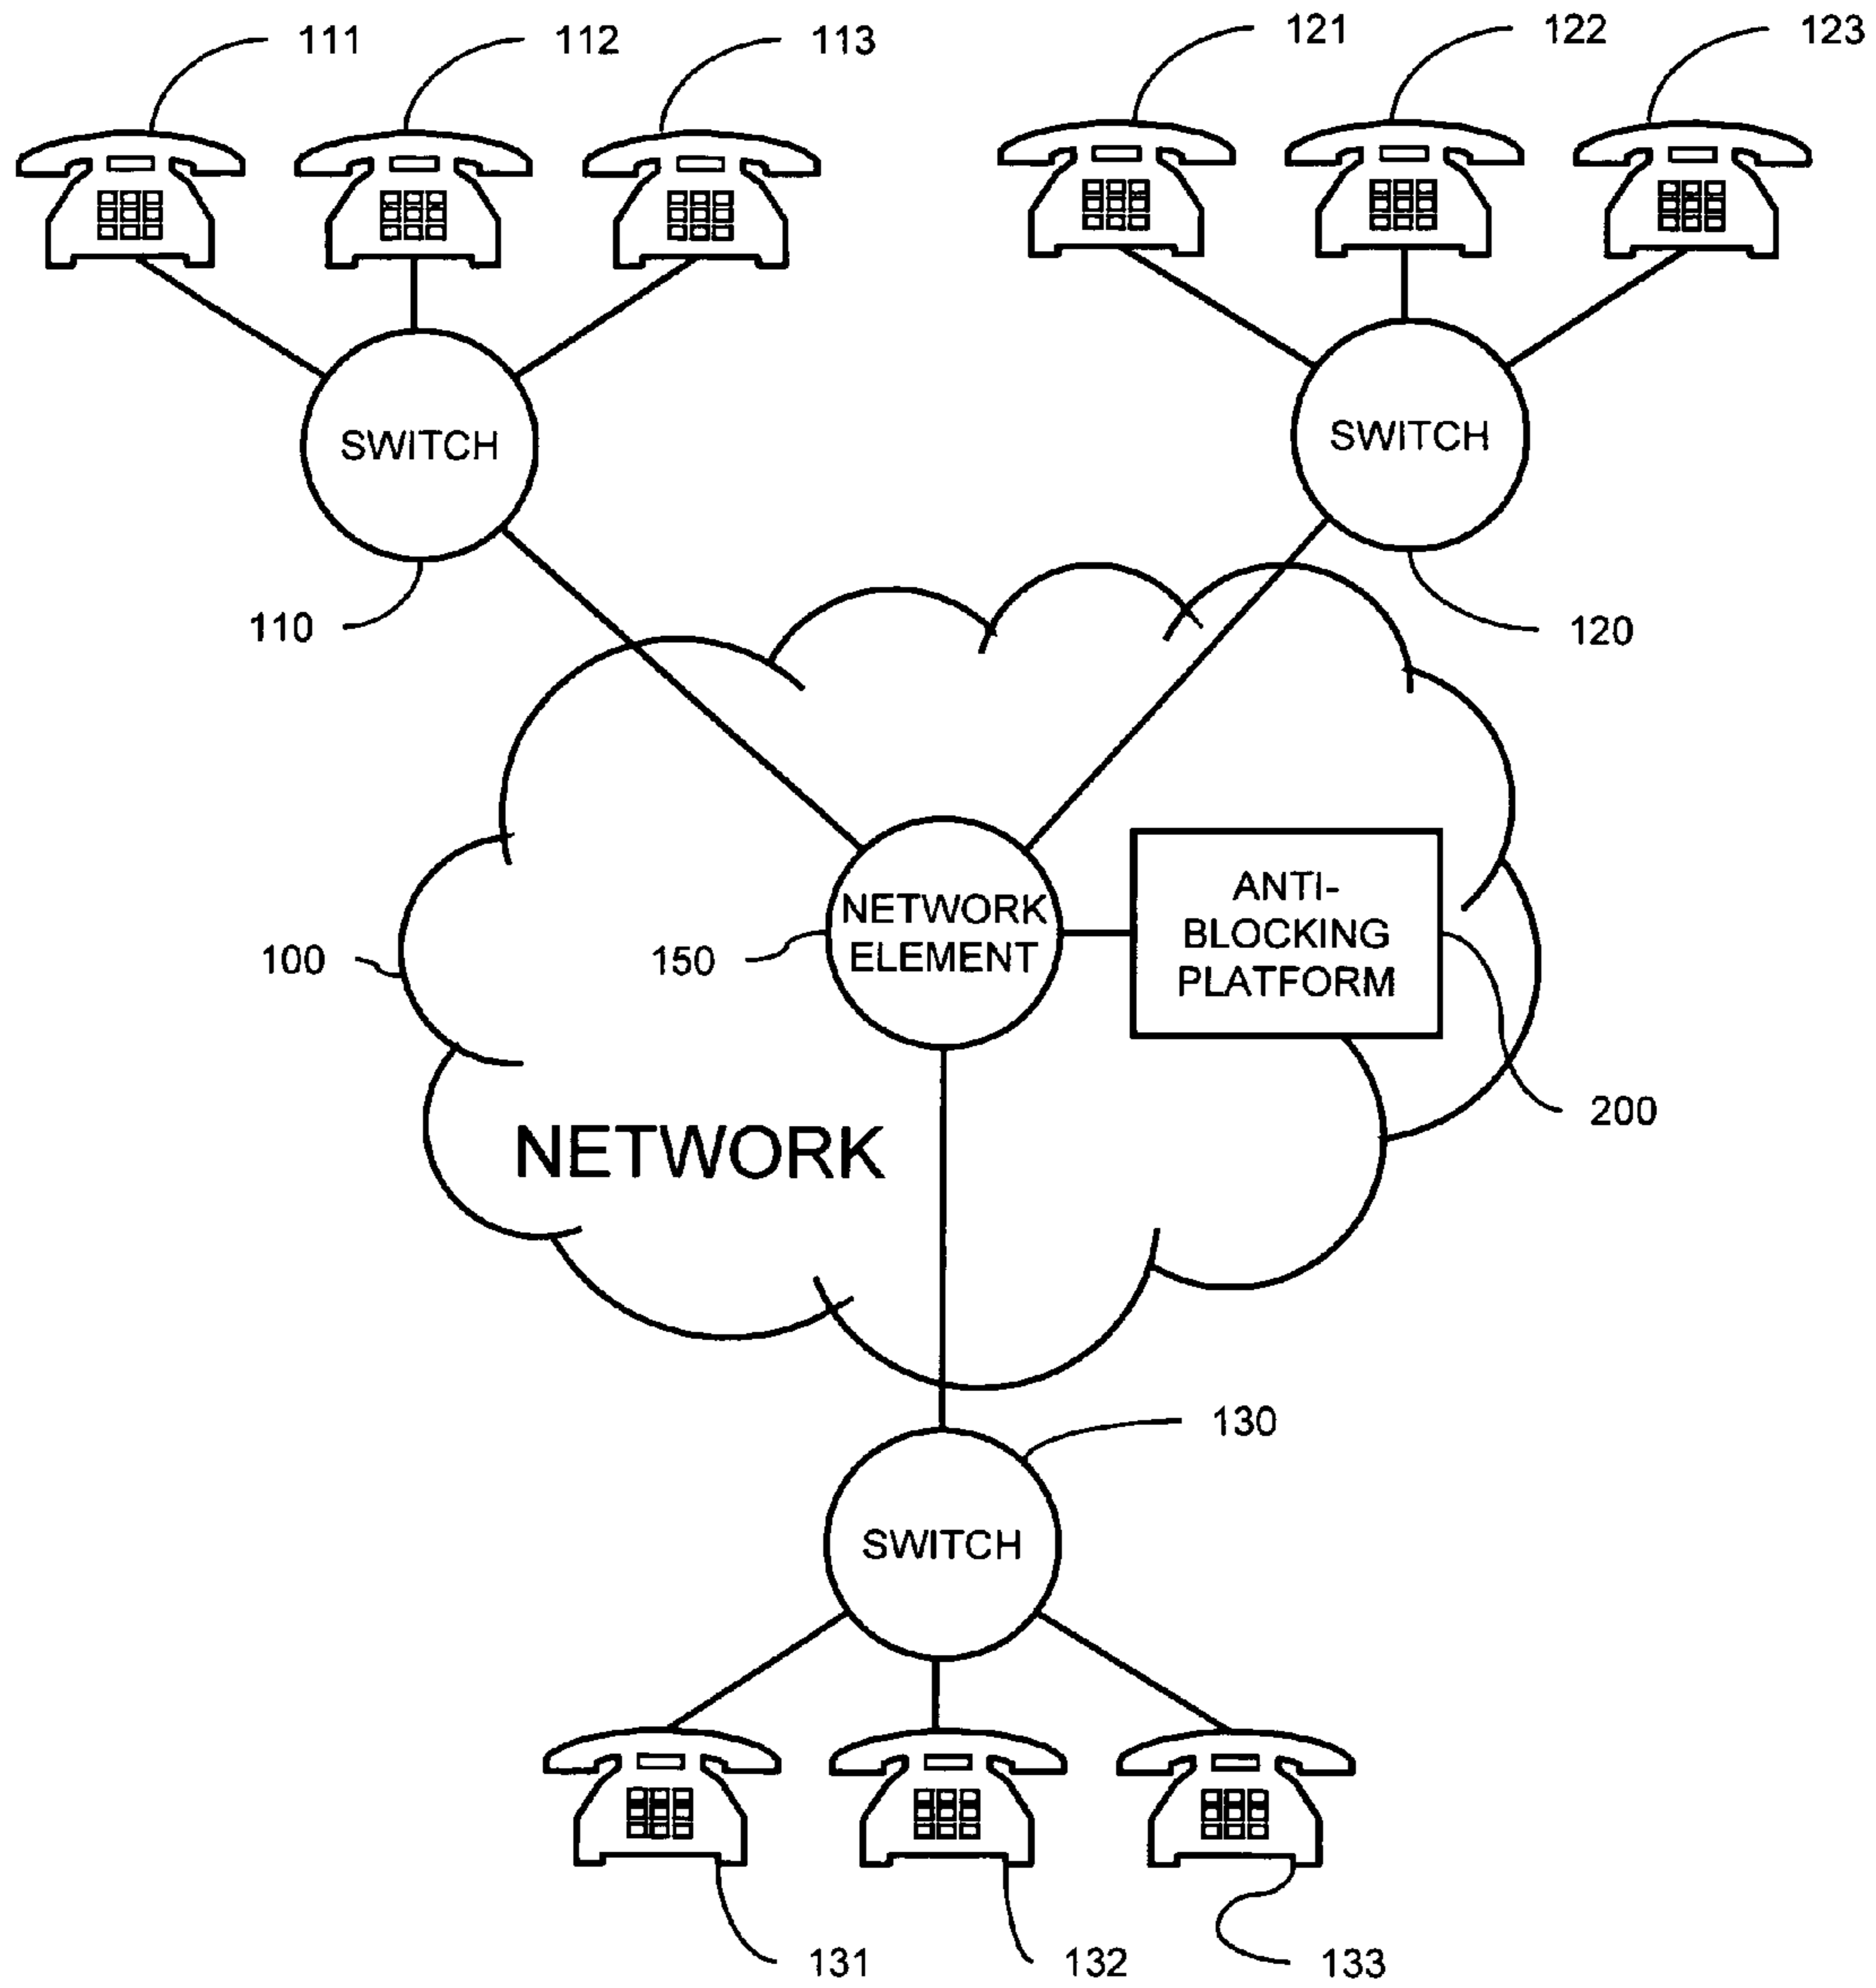 111
112
113
121
122
123
SWITCH
SWITCH
110
120
NETWORK
ELEMENT
ANTI-
BLOCKING
PLATFORM
100
150
200
NETWORK
130
SWITCH
131
132
133